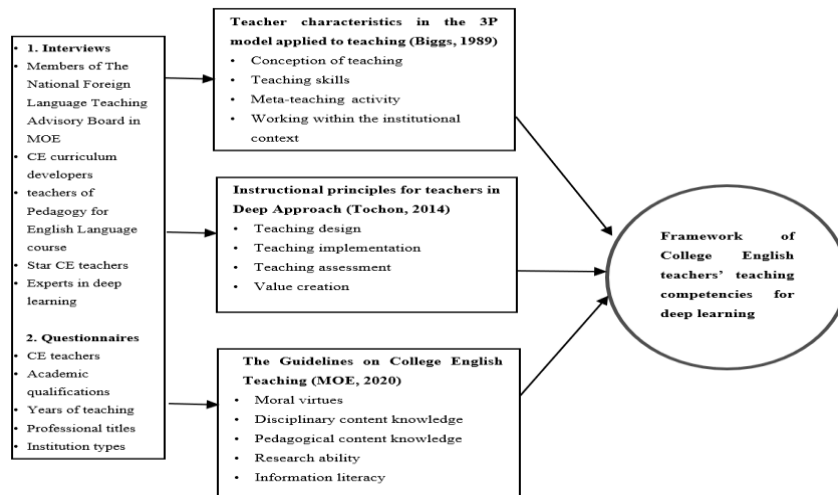 • 1. Interviews
• Members of The
National Foreign
Language Teaching
Advisory Board in
MOE
• CE curriculum
developers
• teachers of
Pedagogy for
English Language
course
• Star CE teachers
• Experts in deep
learning
2. Questionnaires
• CE teachers
• Academic
qualifications
• Years of teaching
• Professional titles
• Institution types
Teacher characteristics in the 3P
model applied to teaching (Biggs, 1989)
• Conception of teaching
• Teaching skills
• Meta-teaching activity
• Working within the institutional
context
Instructional principles for teachers in
Deep Approach (Tochon, 2014)
• Teaching design
• Teaching implementation
• Teaching assessment
• Value creation
The Guidelines on College English
Teaching (MOE, 2020)
• Moral virtues
• Disciplinary content knowledge
• Pedagogical content knowledge
• Research ability
• Information literacy
Framework of
College English
teachers’ teaching
competencies for
deep learning